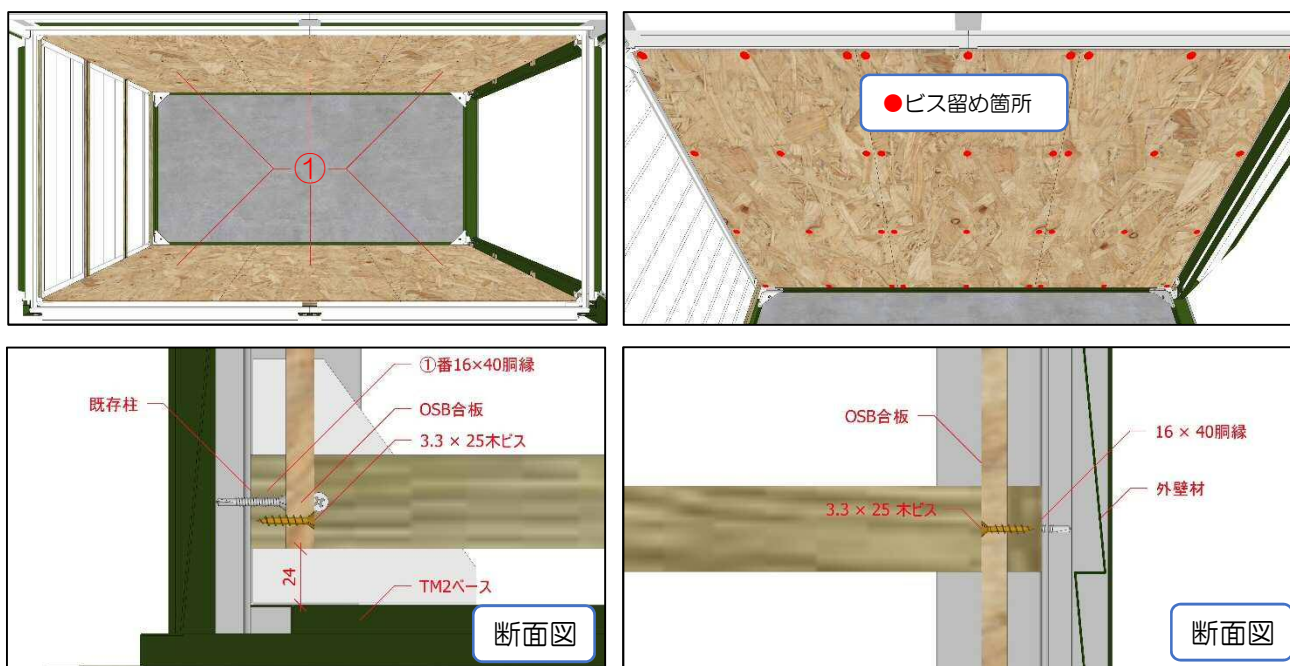 ①
●ビス留め箇所
①番16×40胴縁
既存柱
OSB合板
3.3 × 25木ビス
24
TM2ベース
断面図
OSB合板
16 × 40胴縁
3.3 × 25 木ビス
外壁材
断面図